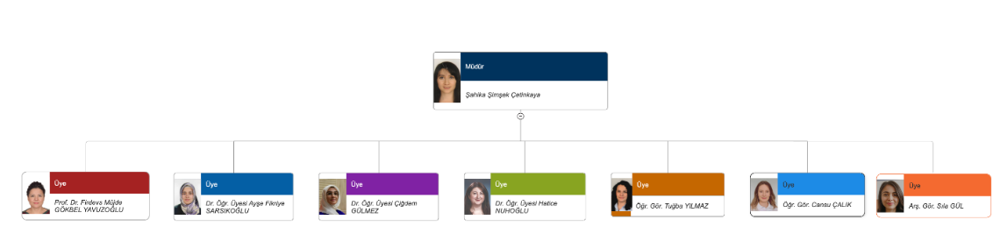 Müdür
Şahika Şimşek Çetinkaya
Üye
Prof. Dr. Firdevs Müjde
GÖKBEL YAVUZOĞLU
Üye
Dr. Öğr. Üyesi Ayşe Fikriye
SARSIKOĞLU
Üye
Dr. Öğr. Üyesi Çiğdem
GÜLMEZ
Üye
Dr. Öğr. Üyesi Hatice
NUHOĞLU
Üye
Öğr. Gör. Tuğba YILMAZ
Üye
Öğr. Gör. Cansu ÇALIK
Üye
Arş. Gör. Sıla GÜL